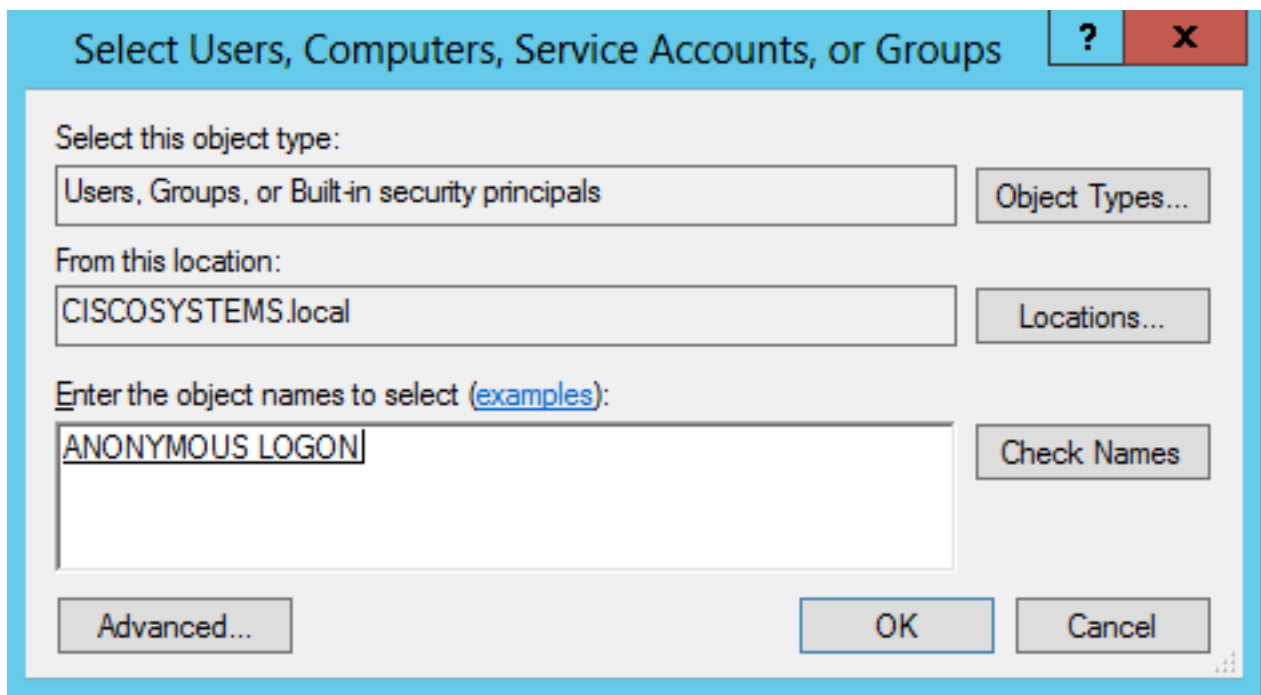 Select Users, Computers, Service Accounts, or Groups
? x
Select this object type:
Users, Groups, or Built-in security principals
Object Types...
From this location:
CISCOSYSTEMS.local
Locations...
Enter the object names to select (examples):
ANONYMOUS LOGON
Check Names
Advanced...
OK
Cancel